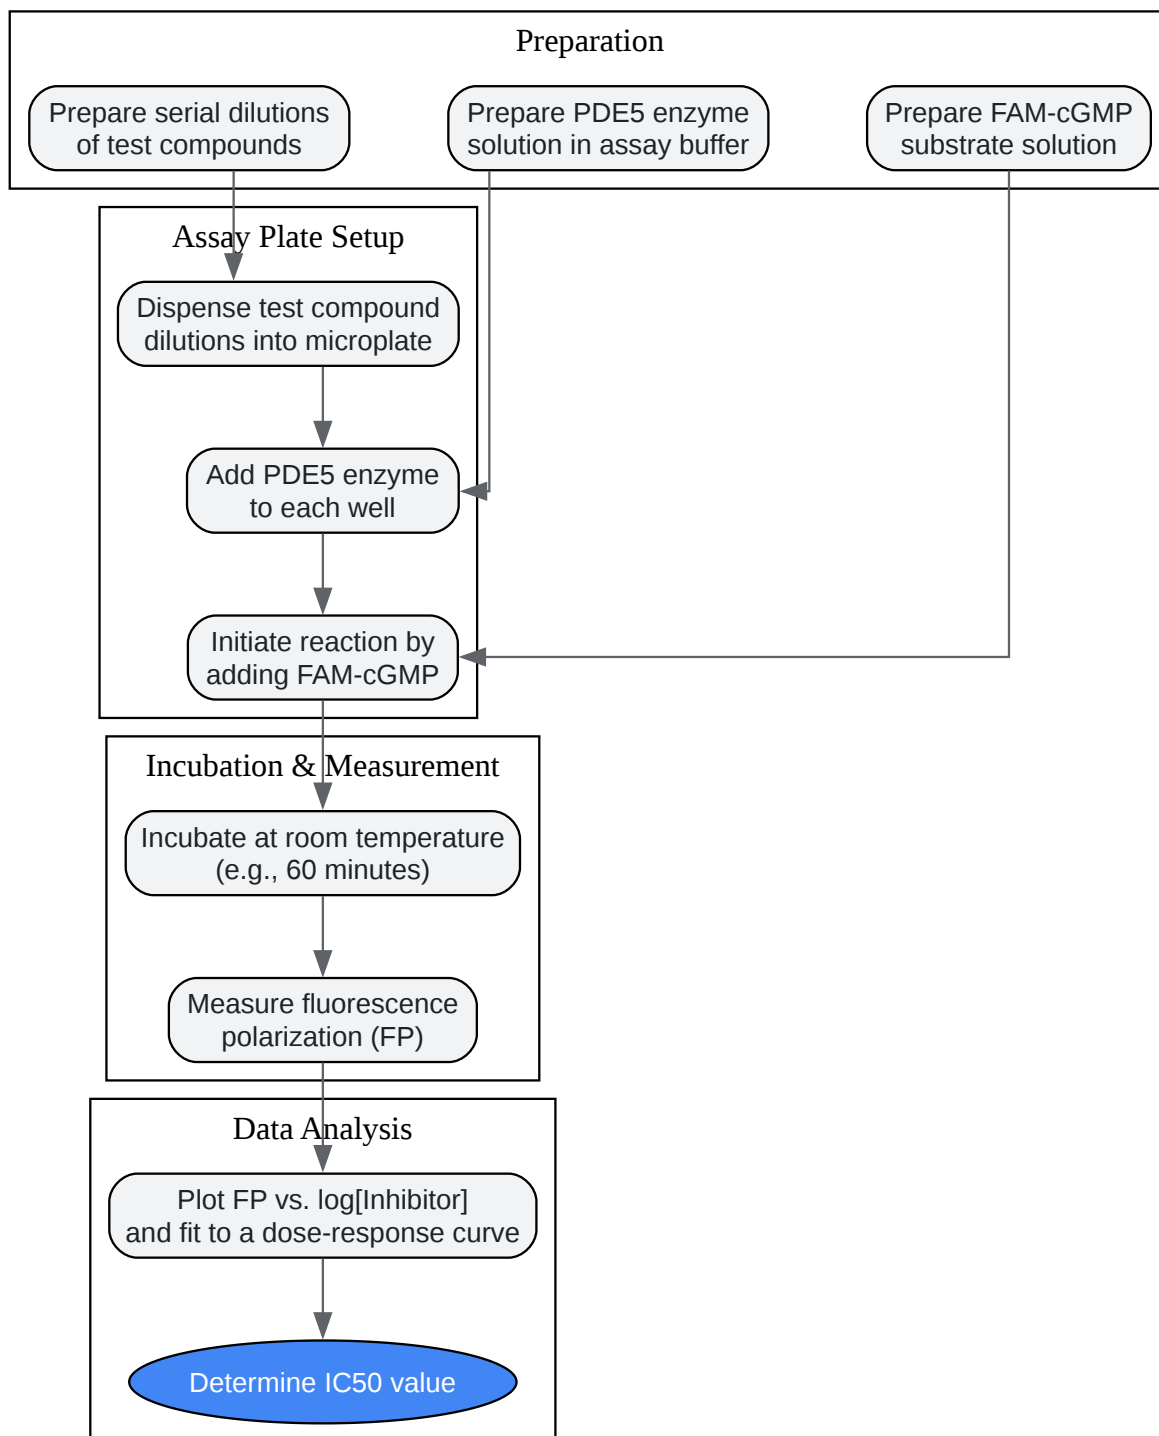 Preparation
Prepare serial dilutions
of test compounds
Prepare PDE5 enzyme
solution in assay buffer
Prepare FAM-cGMP
substrate solution
Assay Plate Setup
Dispense test compound
dilutions into microplate
Add PDE5 enzyme
to each well
Initiate reaction by
adding FAM-cGMP
Incubation & Measurement
Incubate at room temperature
(e.g., 60 minutes)
Measure fluorescence
polarization (FP)
Data Analysis
Plot FP vs. log[Inhibitor]
and fit to a dose-response curve
Determine IC50 value